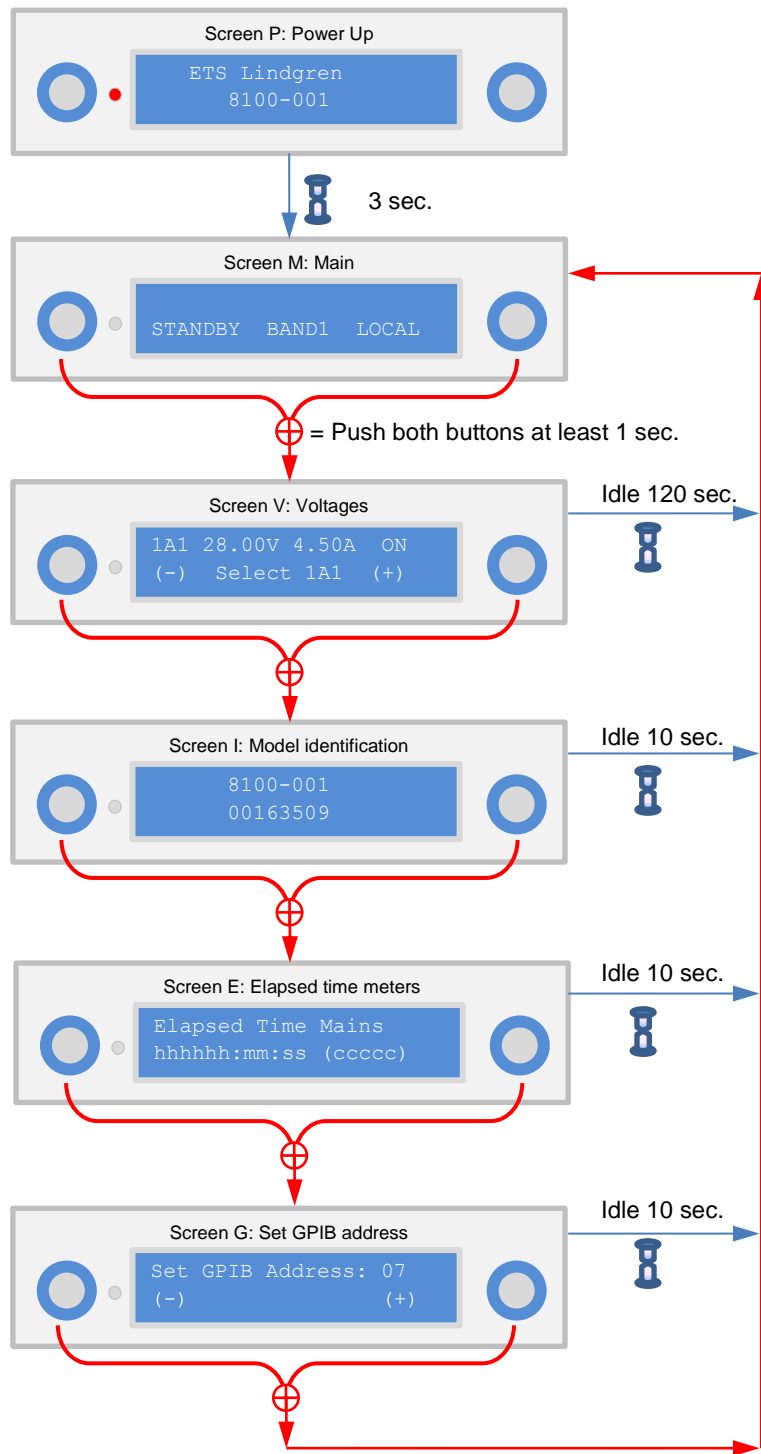 Screen P: Power Up
ETS Lindgren
8100-001
3 sec.
Screen M: Main
STANDBY BAND1 LOCAL
= Push both buttons at least 1 sec.
Screen V: Voltages
Idle 120 sec.
1A1 28.00V 4.50A ON
(-) Select 1A1 (+)
Screen I: Model identification
Idle 10 sec.
8100-001
00163509
Screen E: Elapsed time meters
Idle 10 sec.
Elapsed Time Mains
hhhhhh:mm:ss (ccccc)
Screen G: Set GPIB address
Idle 10 sec.
Set GPIB Address: 07
(-) (+)